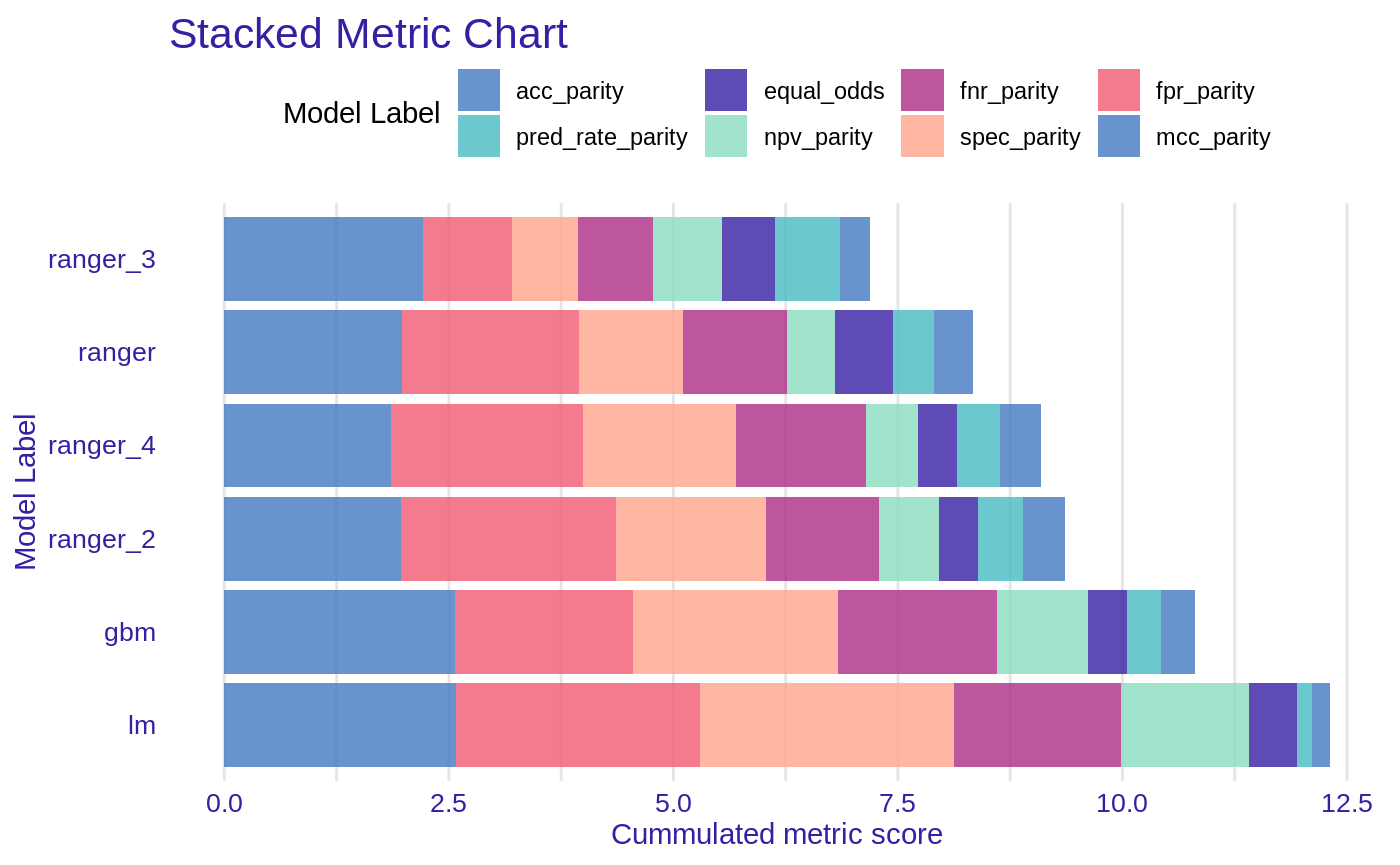 Stacked Metric Chart
Model Label
acc_parity equal_odds fnr_parity fpr_parity
pred_rate_parity npv_parity spec_parity mcc_parity
ranger_3
ranger
ranger_4
ranger_2
gbm
lm
Model Label
0.0 2.5 5.0 7.5 10.0 12.5
Cummulated metric score